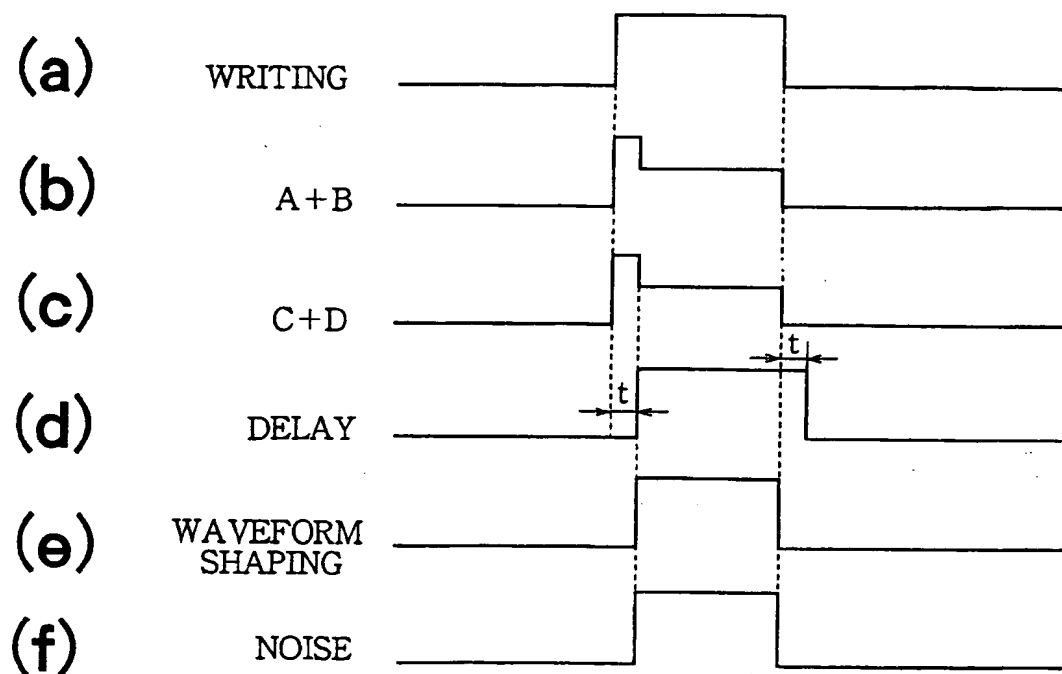 (a) WRITING
(b) A+B
(c) C+D
t
t
(d) DELAY
(e) WAVEFORM
SHAPING
(f) NOISE